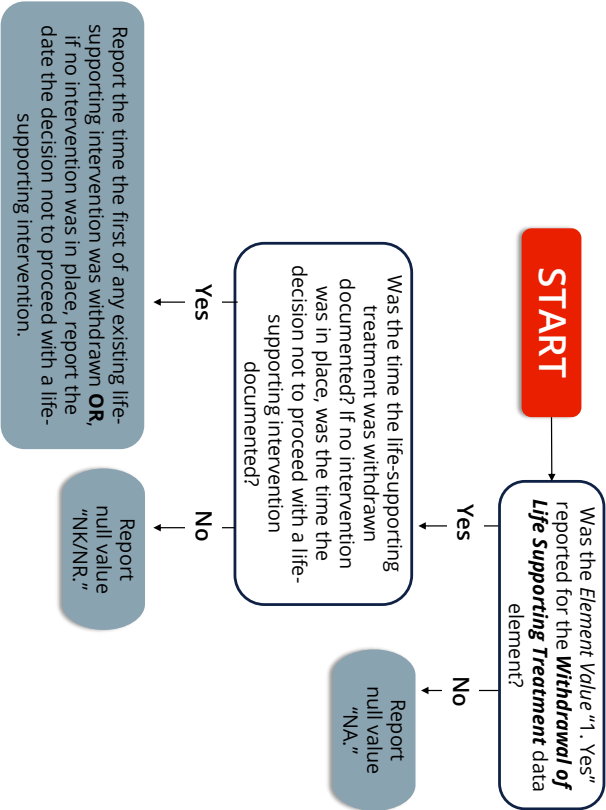 START
Was the Element Value “1. Yes”
reported for the Withdrawal of
Life Supporting Treatment data
element?
Yes
No
Was the time the life-supporting
treatment was withdrawn
documented? If no intervention
was in place, was the time the
decision not to proceed with a life-
supporting intervention
documented?
Report
null value
“NA.”
Yes
No
Report the time the first of any existing life-
supporting intervention was withdrawn OR,
if no intervention was in place, report the
date the decision not to proceed with a life-
supporting intervention.
Report
null value
“NK/NR.”